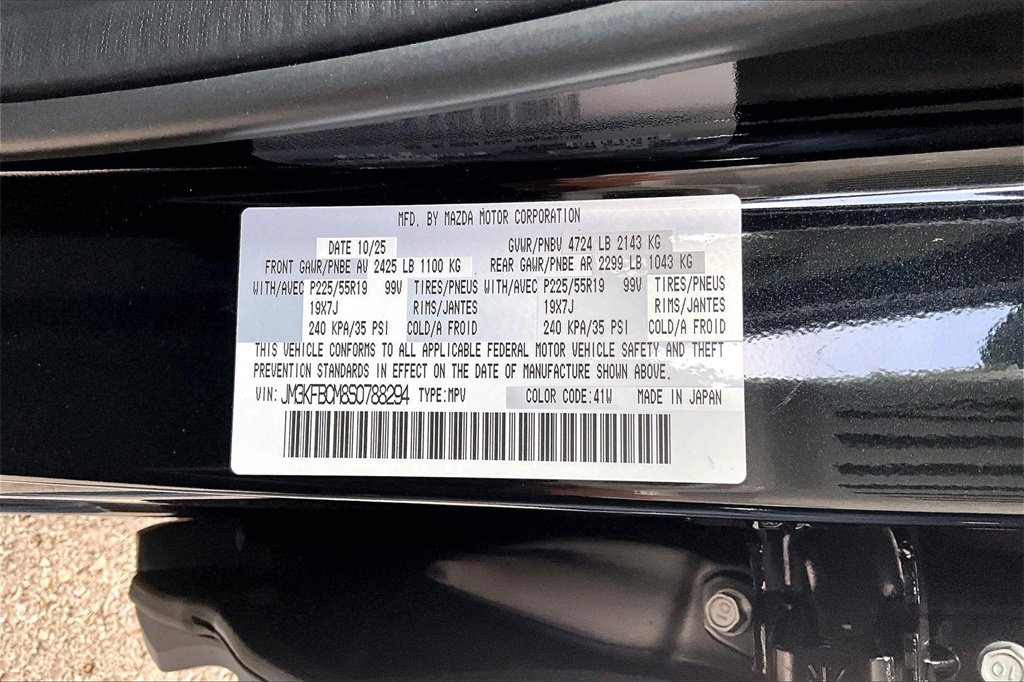 MFD. BY MAZDA MOTOR CORPORATION
DATE 10/25 GVWR/PNBV 4724 LB 2143 KG
FRONT GAWR/PNBE AV 2425 LB 1100 KG REAR GAWR/PNBE AR 2299 LB 1043 KG
WITH/AVEC P225/55R19 99V TIRES/PNEUS WITH/AVEC P225/55R19 99V TIRES/PNEUS
19X7J RIMS/JANTES 19X7J RIMS/JANTES
240 KPA/35 PSI COLD/A FROID 240 KPA/35 PSI COLD/A FROID
THIS VEHICLE CONFORMS TO ALL APPLICABLE FEDERAL MOTOR VEHICLE SAFETY AND THEFT
PREVENTION STANDARDS IN EFFECT ON THE DATE OF MANUFACTURE SHOWN ABOVE.
VIN: JM3KFBCM8S0788294 TYPE:MPV COLOR CODE:41W MADE IN JAPAN
10
10